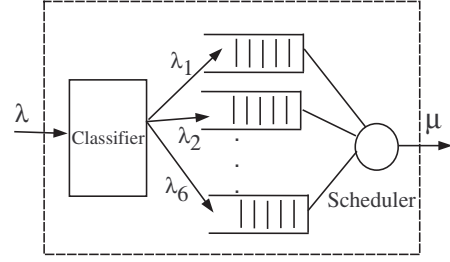 λ
Classifier
λ₁
λ₂
λ₆
Scheduler
μ